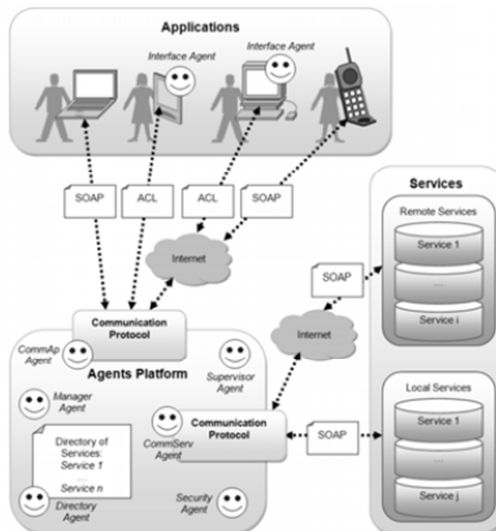 Applications
Interface Agent
Interface Agent
SOAP
ACL
ACL
SOAP
Internet
Services
Remote Services
Service 1
...
Service i
SOAP
Internet
Communication
Protocol
CommAp
Agent
Agents Platform
Supervisor
Agent
Manager
Agent
Directory of
Services:
Service 1
...
Service n
Directory
Agent
Communication
Protocol
CommServ
Agent
Security
Agent
SOAP
Local Services
Service 1
...
Service j